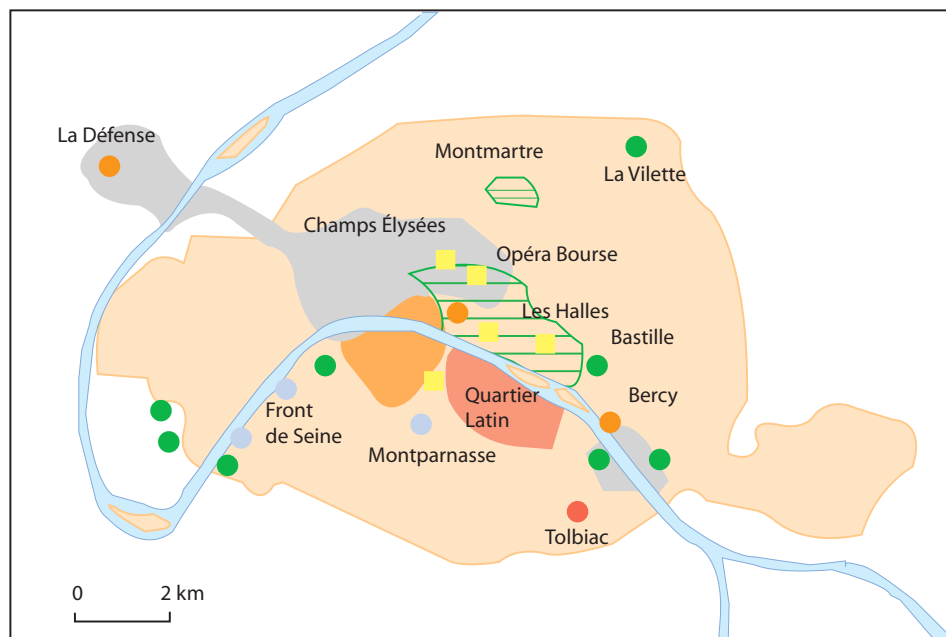 La Défense
Montmartre
La Vilette
Champs Élysées
Opéra Bourse
Les Halles
Bastille
Bercy
Quartier
Latin
Front
de Seine
Montparnasse
Tolbiac
0 2 km